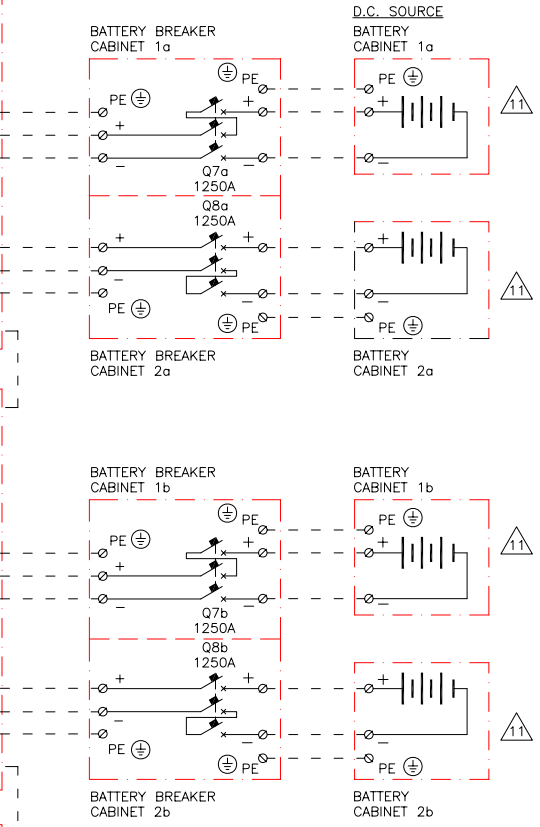 D.C. SOURCE
BATTERY BREAKER
CABINET 1a
BATTERY
CABINET 1a
PE
PE
PE
+
+
+
−
−
−
Q7a
1250A
11
Q8a
1250A
+
+
+
−
−
−
PE
PE
PE
11
BATTERY BREAKER
CABINET 2a
BATTERY
CABINET 2a
BATTERY BREAKER
CABINET 1b
BATTERY
CABINET 1b
PE
PE
PE
+
+
+
−
−
−
Q7b
1250A
11
Q8b
1250A
+
+
+
−
−
−
PE
PE
PE
11
BATTERY BREAKER
CABINET 2b
BATTERY
CABINET 2b